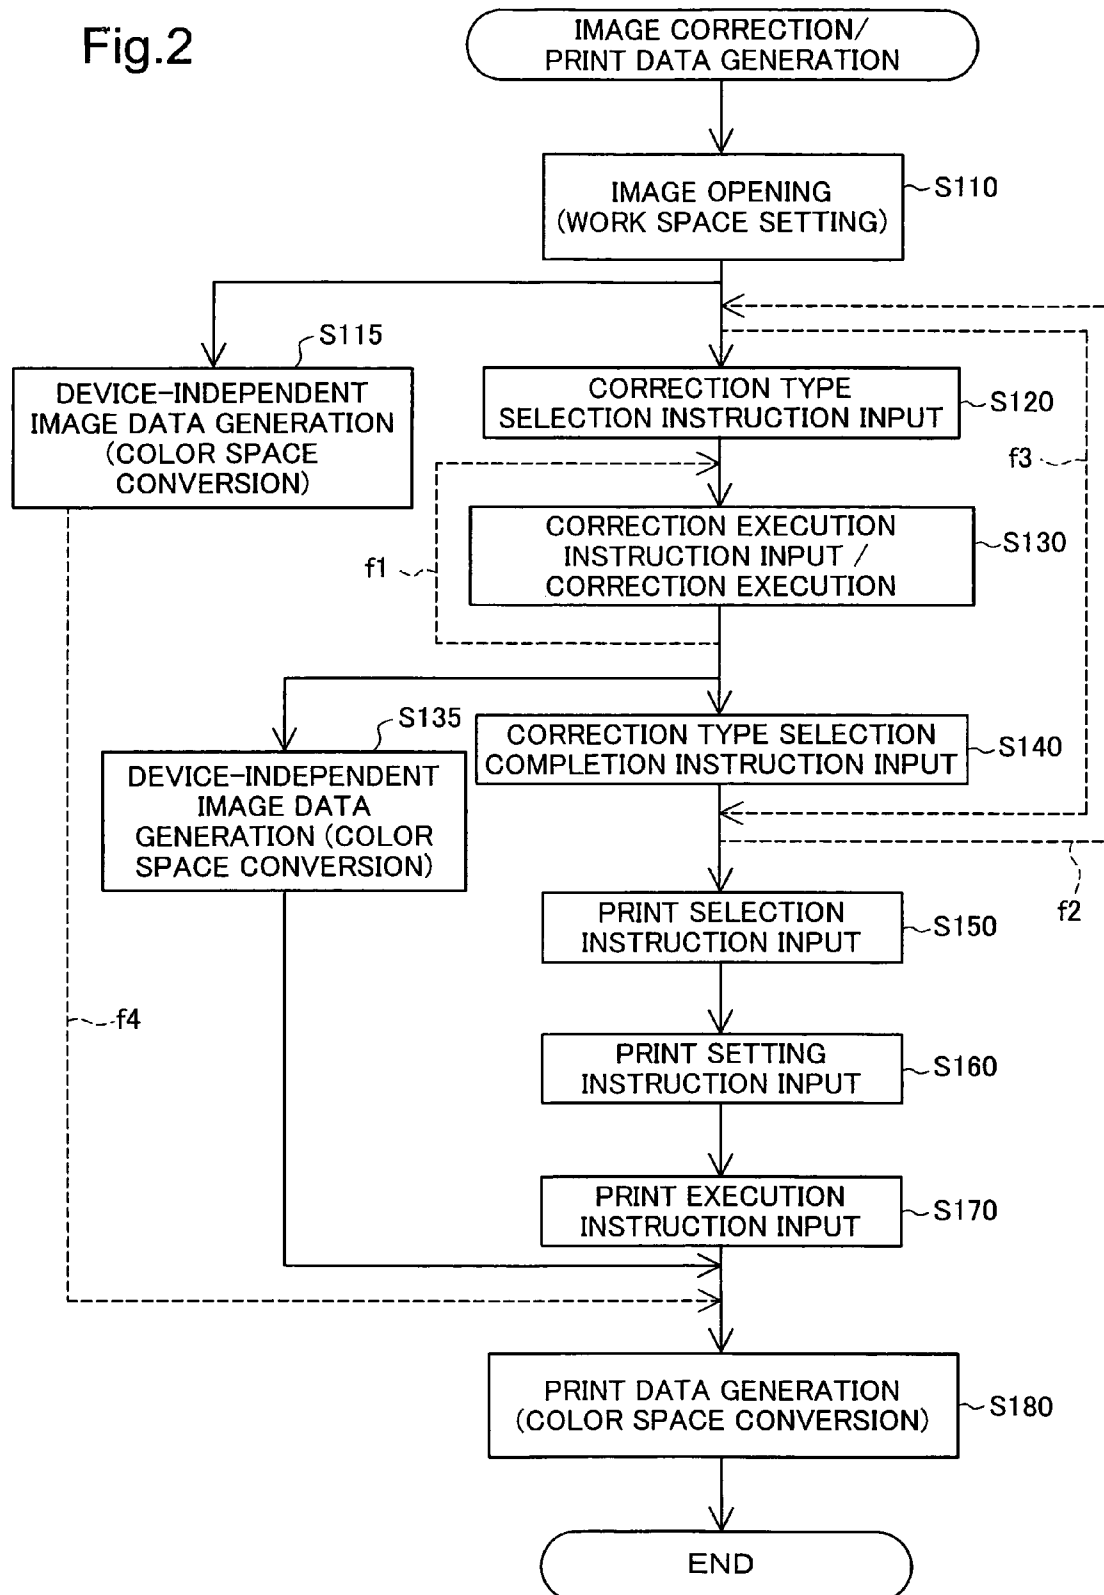 Fig.2
IMAGE CORRECTION/
PRINT DATA GENERATION
IMAGE OPENING
(WORK SPACE SETTING)
S110
S115
DEVICE-INDEPENDENT
IMAGE DATA GENERATION
(COLOR SPACE
CONVERSION)
CORRECTION TYPE
SELECTION INSTRUCTION INPUT
S120
f3
CORRECTION EXECUTION
INSTRUCTION INPUT /
CORRECTION EXECUTION
S130
f1
S135
DEVICE-INDEPENDENT
IMAGE DATA
GENERATION (COLOR
SPACE CONVERSION)
CORRECTION TYPE SELECTION
COMPLETION INSTRUCTION INPUT
S140
f2
PRINT SELECTION
INSTRUCTION INPUT
S150
f4
PRINT SETTING
INSTRUCTION INPUT
S160
PRINT EXECUTION
INSTRUCTION INPUT
S170
PRINT DATA GENERATION
(COLOR SPACE CONVERSION)
S180
END